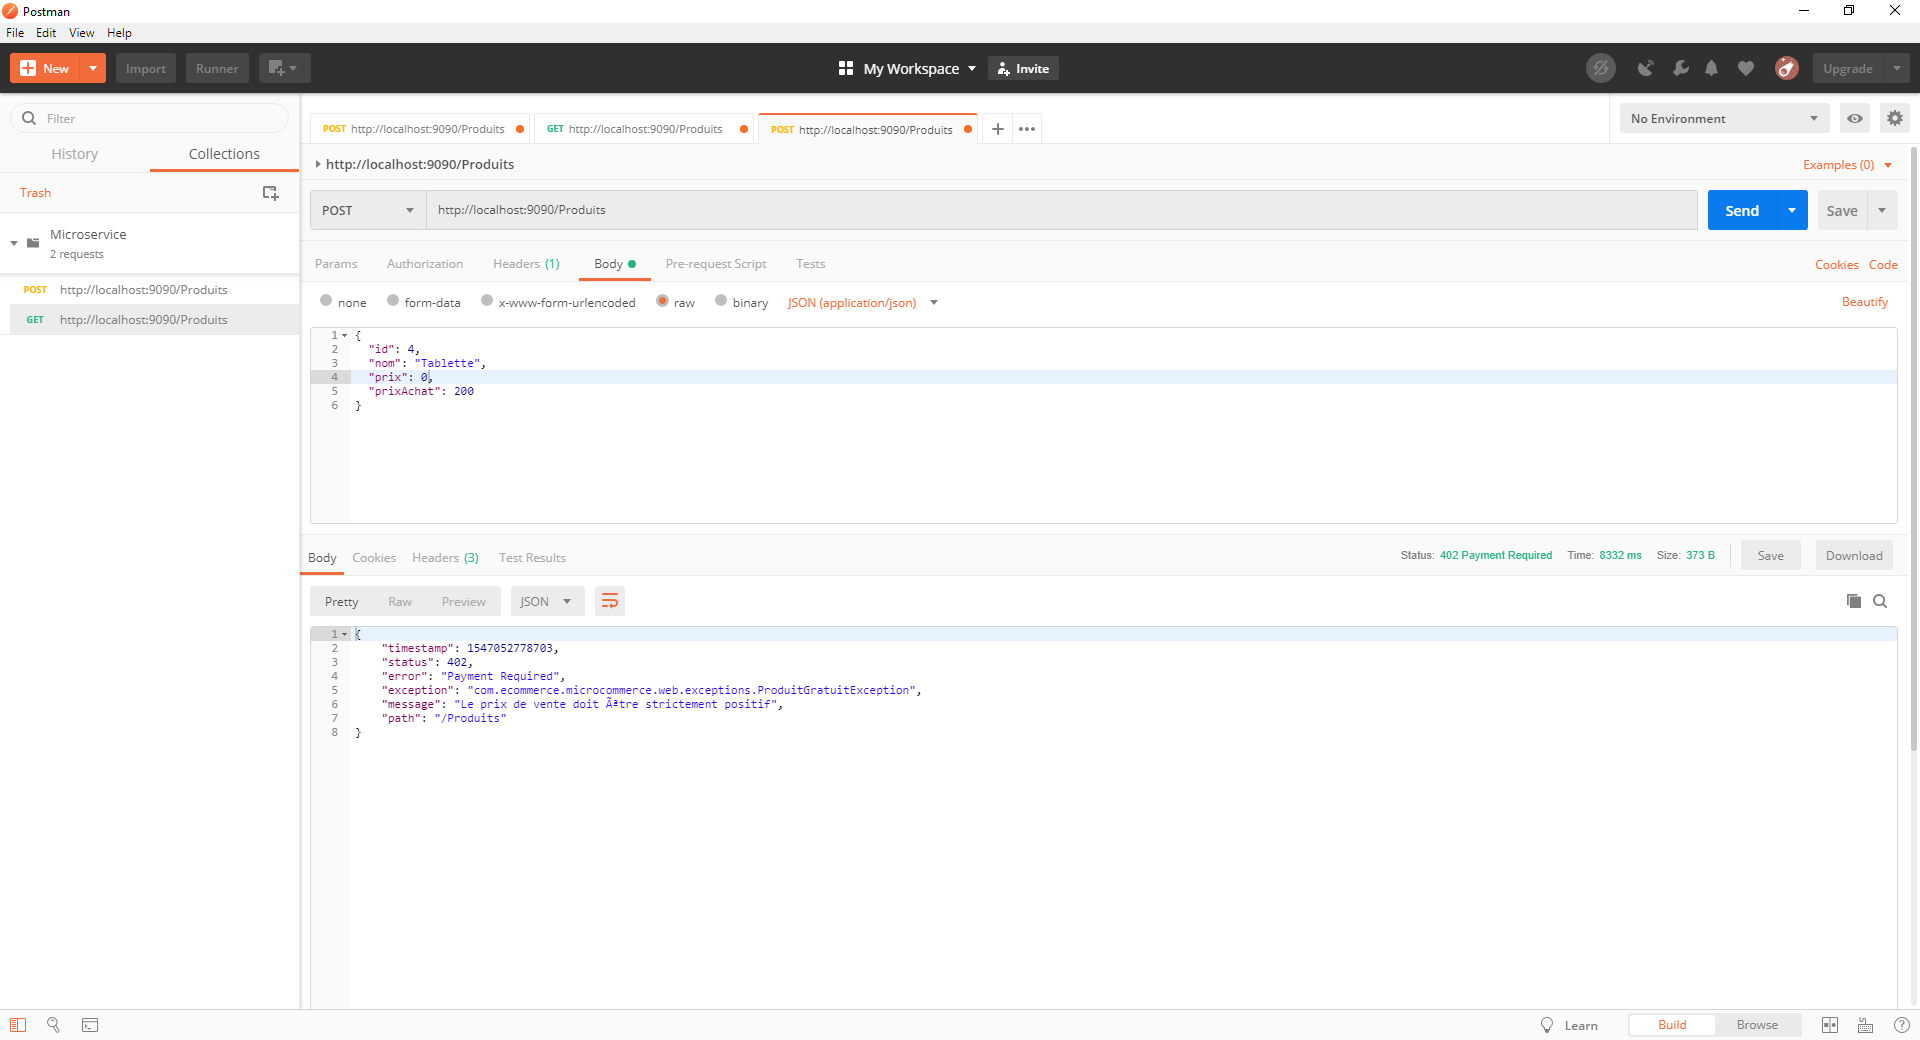 Postman
File Edit View Help
New Import Runner My Workspace Invite Upgrade
Filter
History Collections
Trash
Microservice
2 requests
POST http://localhost:9090/Produits
GET http://localhost:9090/Produits
POST http://localhost:9090/Produits GET http://localhost:9090/Produits POST http://localhost:9090/Produits
No Environment
http://localhost:9090/Produits
Examples (0)
POST http://localhost:9090/Produits Send Save
Params Authorization Headers (1) Body Pre-request Script Tests Cookies Code
none form-data x-www-form-urlencoded raw binary JSON (application/json) Beautify
1 {
2 "id": 4,
3 "nom": "Tablette",
4 "prix": 0,
5 "prixAchat": 200
6 }
Body Cookies Headers (3) Test Results Status: 402 Payment Required Time: 8332 ms Size: 373 B Save Download
Pretty Raw Preview JSON
1 {
2 "timestamp": 1547052778703,
3 "status": 402,
4 "error": "Payment Required",
5 "exception": "com.ecommerce.microcommerce.web.exceptions.ProduitGratuitException",
6 "message": "Le prix de vente doit Ãªtre strictement positif",
7 "path": "/Produits"
8 }
Learn Build Browse